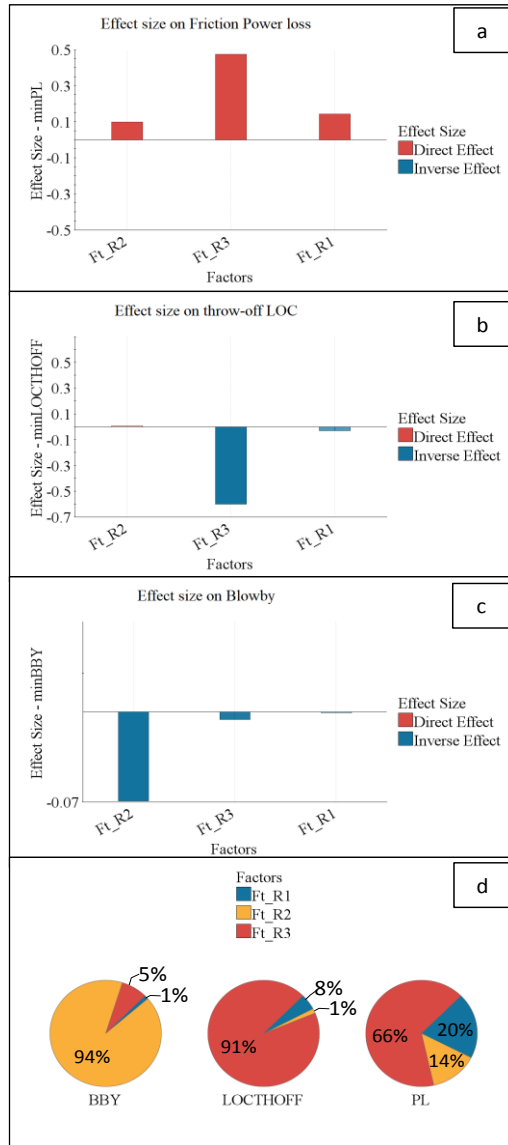 Effect size on Friction Power loss
a
0.5
0.3
0.1
-0.1
-0.3
-0.5
Effect Size - minPL
Ft_R2
Ft_R3
Ft_R1
Factors
Effect Size
Direct Effect
Inverse Effect
Effect size on throw-off LOC
b
0.5
0.3
0.1
-0.1
-0.3
-0.5
-0.7
Effect Size - minLOCTHOFF
Ft_R2
Ft_R3
Ft_R1
Factors
Effect Size
Direct Effect
Inverse Effect
Effect size on Blowby
c
-0.07
Effect Size - minBBY
Ft_R2
Ft_R3
Ft_R1
Factors
Effect Size
Direct Effect
Inverse Effect
d
Factors
Ft_R1
Ft_R2
Ft_R3
5%
1%
94%
BBY
8%
1%
91%
LOCTHOFF
66%
20%
14%
PL